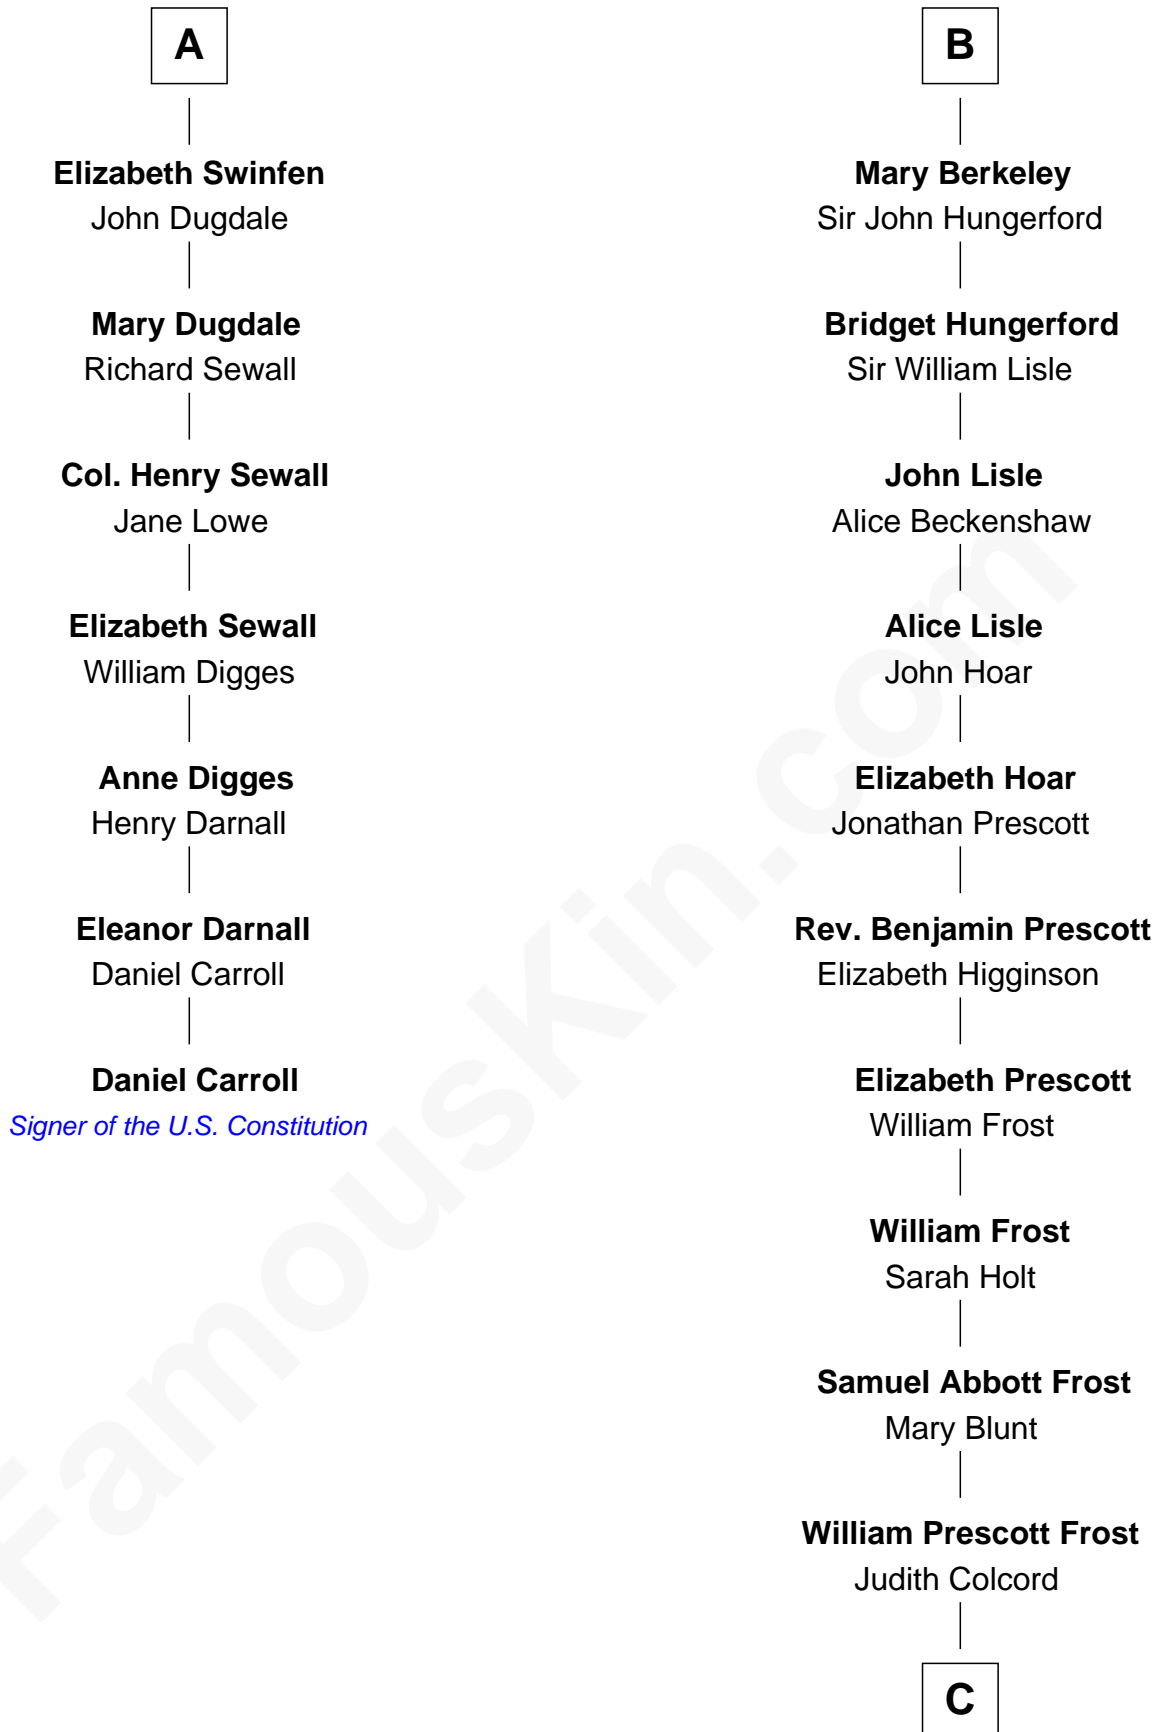 A
Elizabeth Swinfen
John Dugdale
Mary Dugdale
Richard Sewall
Col. Henry Sewall
Jane Lowe
Elizabeth Sewall
William Digges
Anne Digges
Henry Darnall
Eleanor Darnall
Daniel Carroll
Daniel Carroll
Signer of the U.S. Constitution
B
Mary Berkeley
Sir John Hungerford
Bridget Hungerford
Sir William Lisle
John Lisle
Alice Beckenshaw
Alice Lisle
John Hoar
Elizabeth Hoar
Jonathan Prescott
Rev. Benjamin Prescott
Elizabeth Higginson
Elizabeth Prescott
William Frost
William Frost
Sarah Holt
Samuel Abbott Frost
Mary Blunt
William Prescott Frost
Judith Colcord
C
FamousKin.com